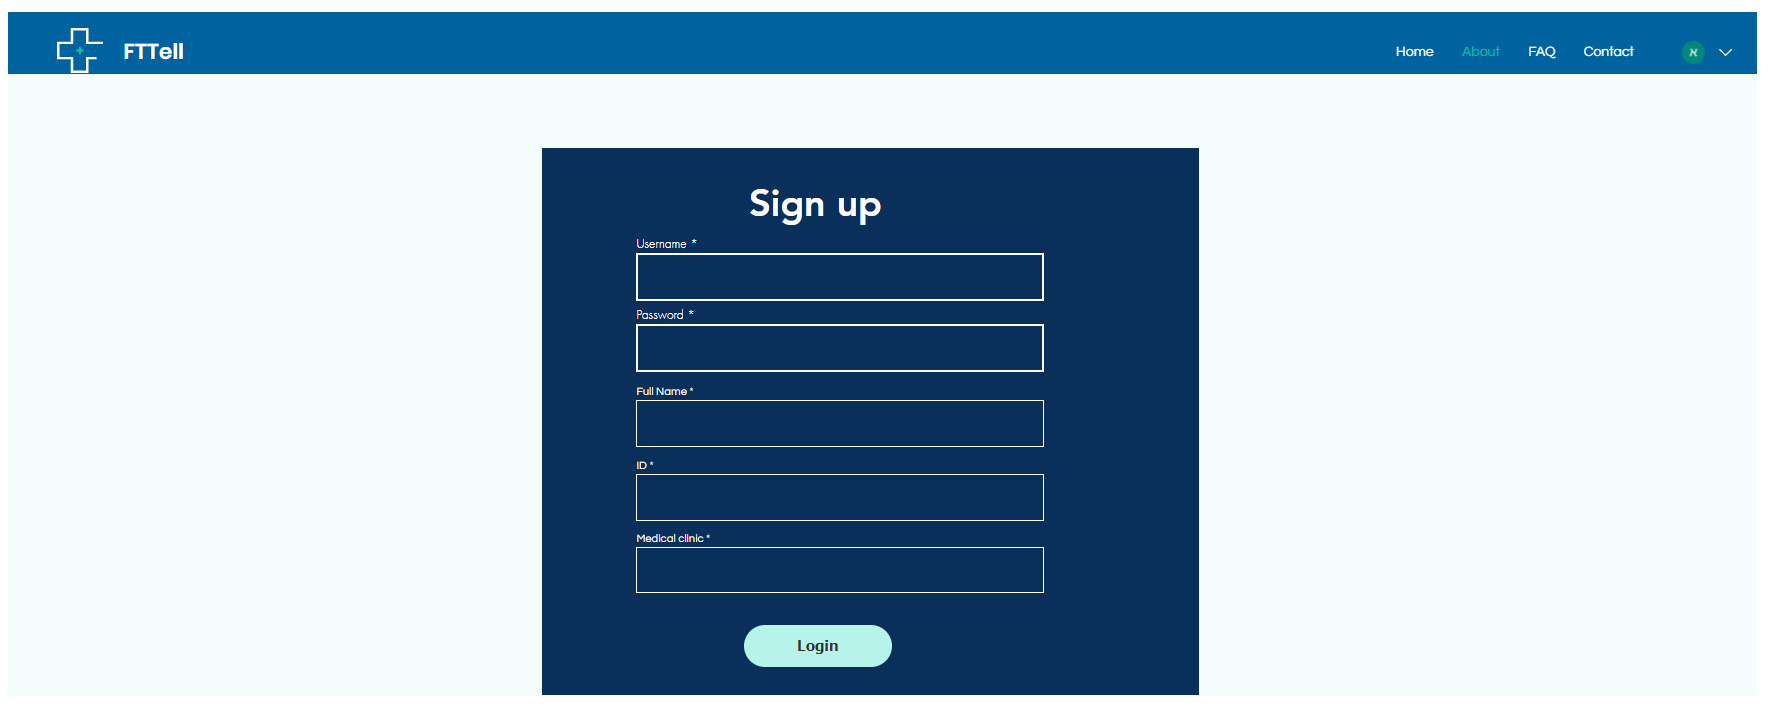 FTTell
Home About FAQ Contact א
Sign up
Username *
Password *
Full Name *
ID *
Medical clinic *
Login